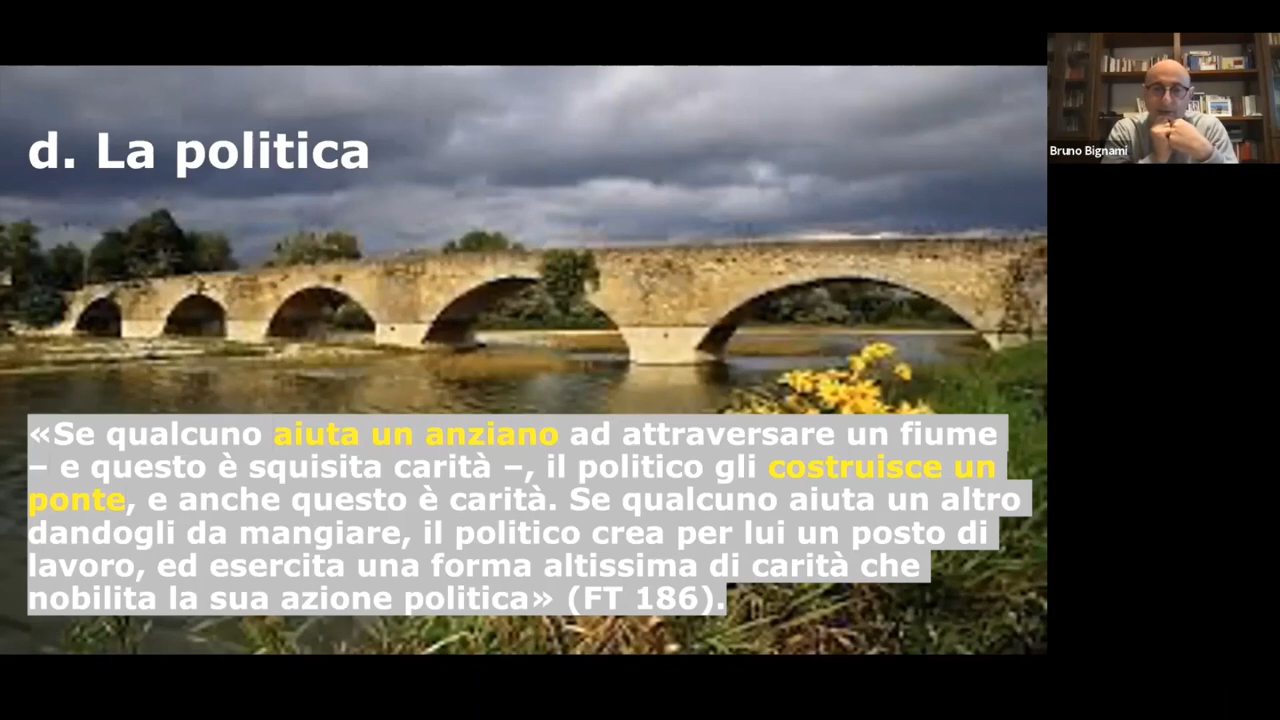 d. La politica
«Se qualcuno aiuta un anziano ad attraversare un fiume
– e questo è squisita carità –, il politico gli costruisce un
ponte, e anche questo è carità. Se qualcuno aiuta un altro
dandogli da mangiare, il politico crea per lui un posto di
lavoro, ed esercita una forma altissima di carità che
nobilita la sua azione politica» (FT 186).
Bruno Bignami